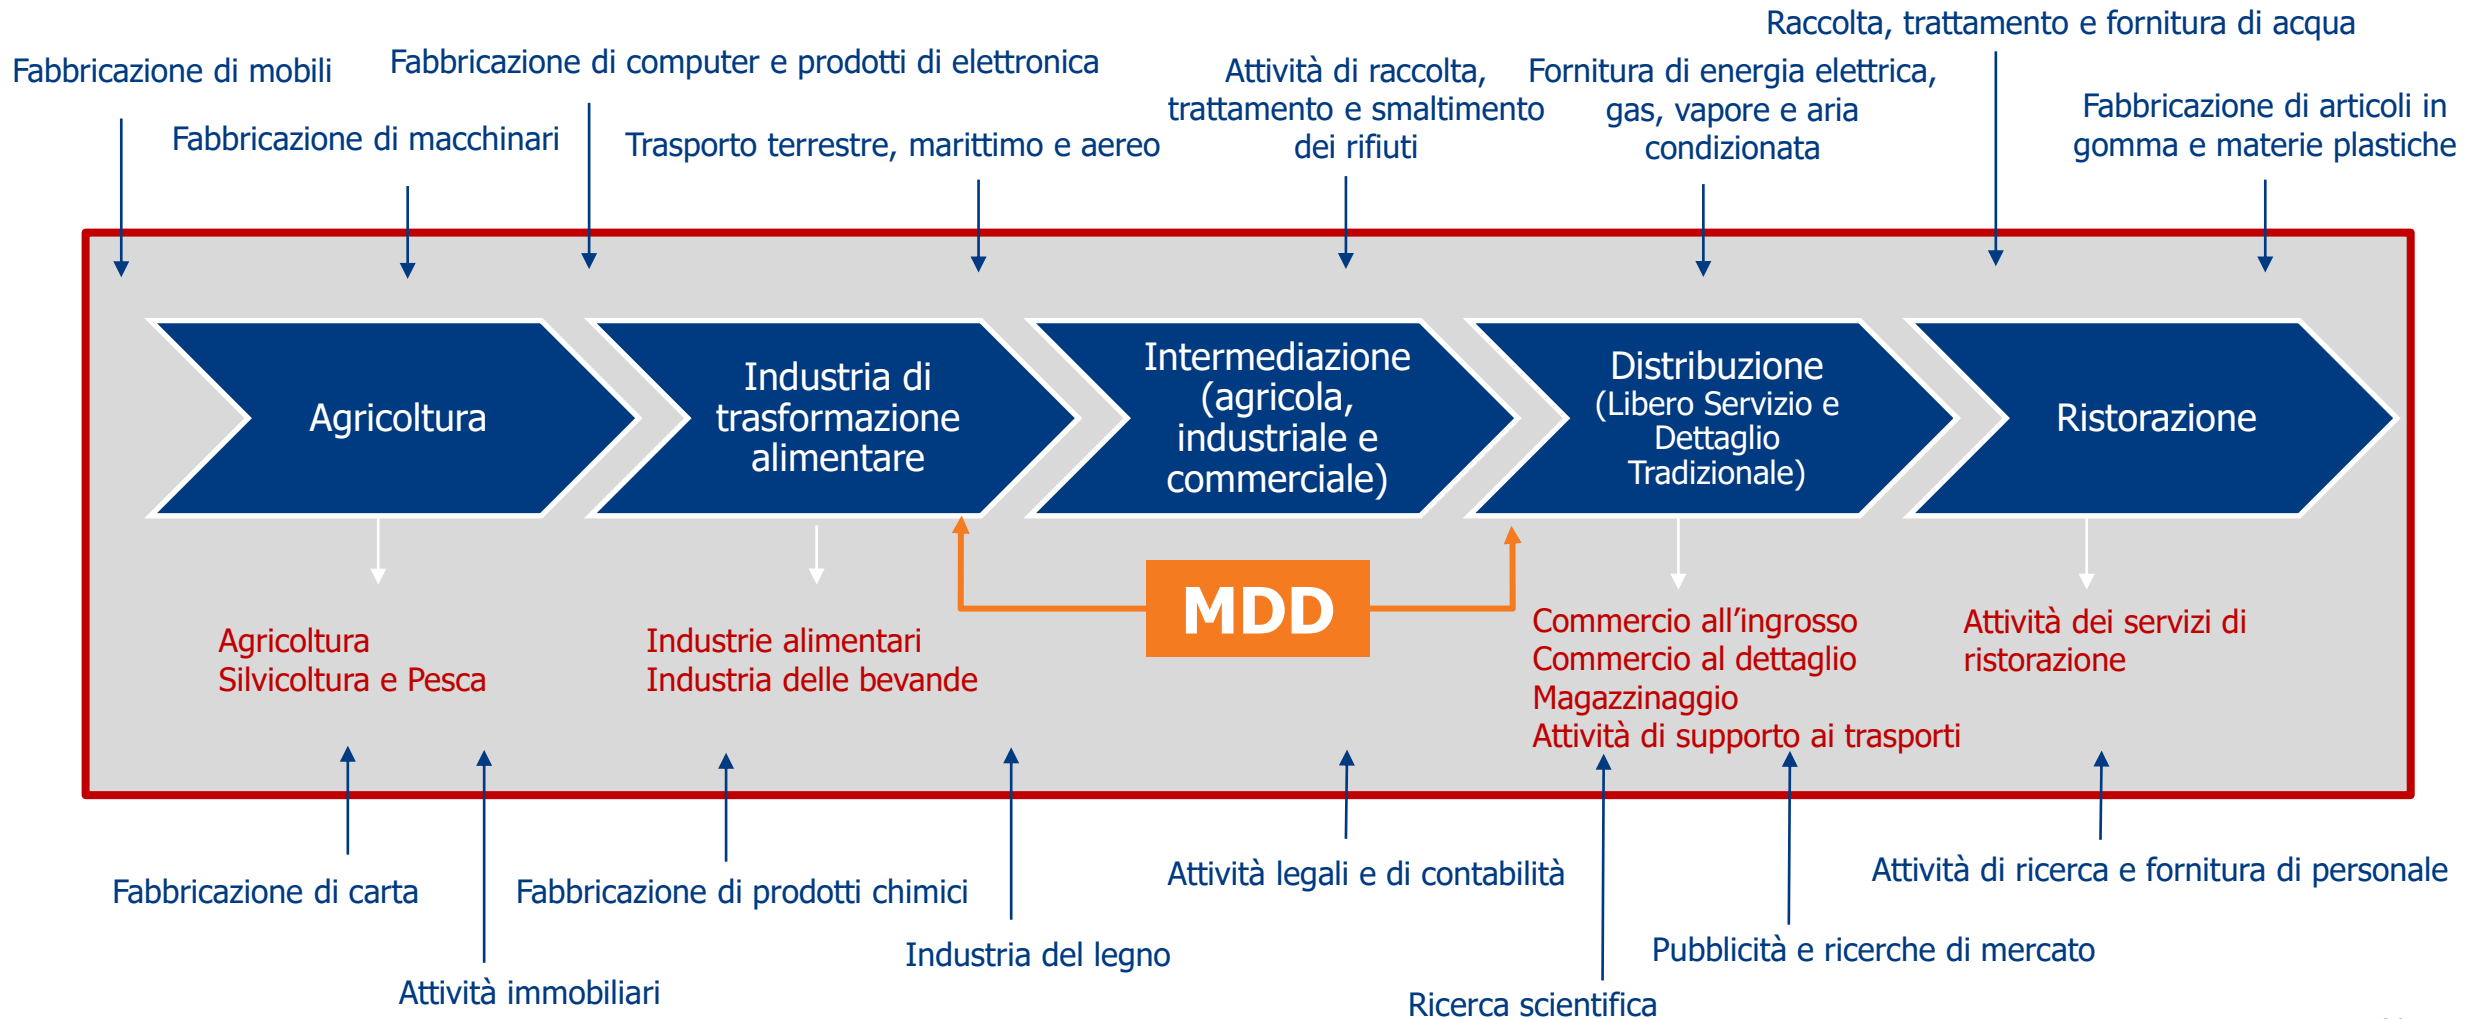 Raccolta, trattamento e fornitura di acqua
Fabbricazione di mobili
Fabbricazione di computer e prodotti di elettronica
Attività di raccolta,
trattamento e smaltimento
dei rifiuti
Fornitura di energia elettrica,
gas, vapore e aria
condizionata
Fabbricazione di articoli in
gomma e materie plastiche
Fabbricazione di macchinari
Trasporto terrestre, marittimo e aereo
Agricoltura
Industria di
trasformazione
alimentare
Intermediazione
(agricola,
industriale e
commerciale)
Distribuzione
(Libero Servizio e
Dettaglio
Tradizionale)
Ristorazione
MDD
Agricoltura
Silvicoltura e Pesca
Industrie alimentari
Industria delle bevande
Commercio all’ingrosso
Commercio al dettaglio
Magazzinaggio
Attività di supporto ai trasporti
Attività dei servizi di
ristorazione
Fabbricazione di carta
Fabbricazione di prodotti chimici
Attività legali e di contabilità
Attività di ricerca e fornitura di personale
Industria del legno
Pubblicità e ricerche di mercato
Attività immobiliari
Ricerca scientifica